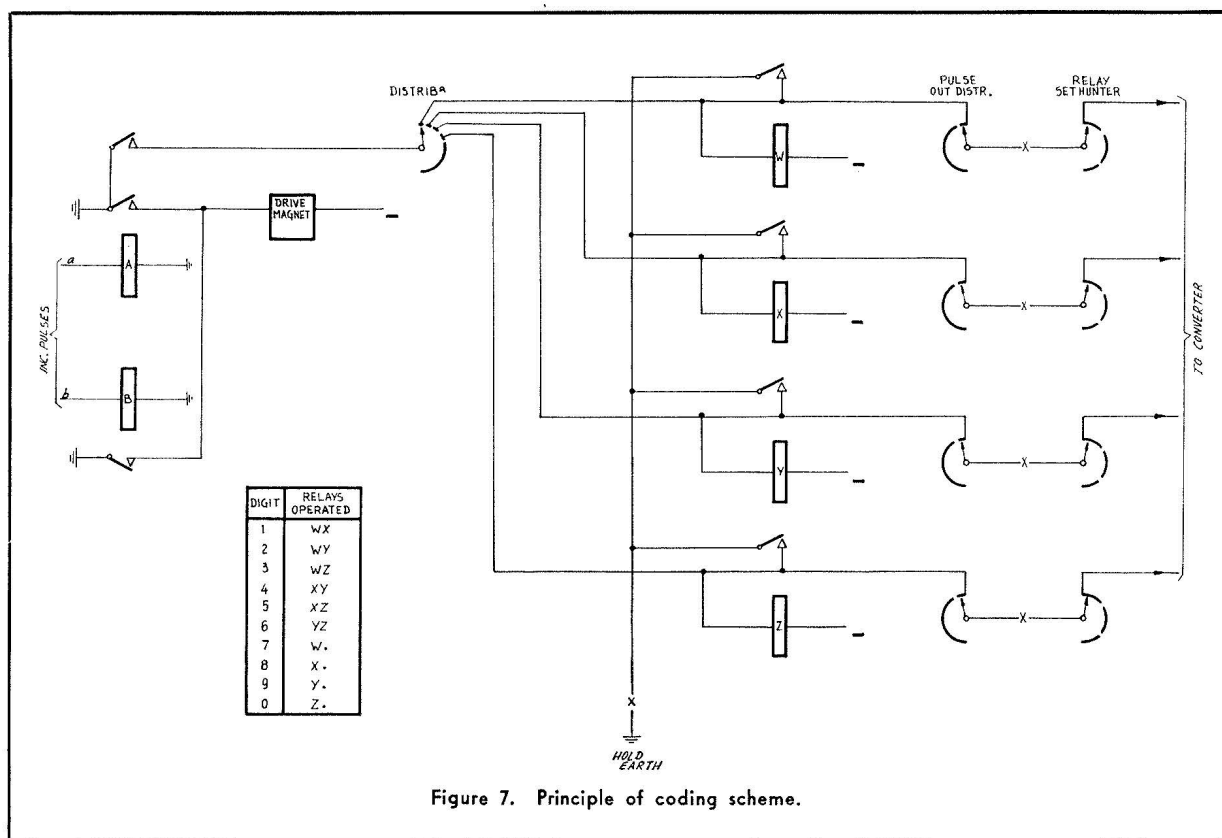 DISTRIBR
PULSE
OUT DISTR.
RELAY
SET HUNTER
W
X
X
X
Y
X
Z
X
TO CONVERTER
DRIVE
MAGNET
INC. PULSES
a
A
b
B
DIGIT RELAYS OPERATED
1 WX
2 WY
3 WZ
4 XY
5 XZ
6 YZ
7 W.
8 X.
9 Y.
0 Z.
X
HOLD
EARTH
Figure 7. Principle of coding scheme.